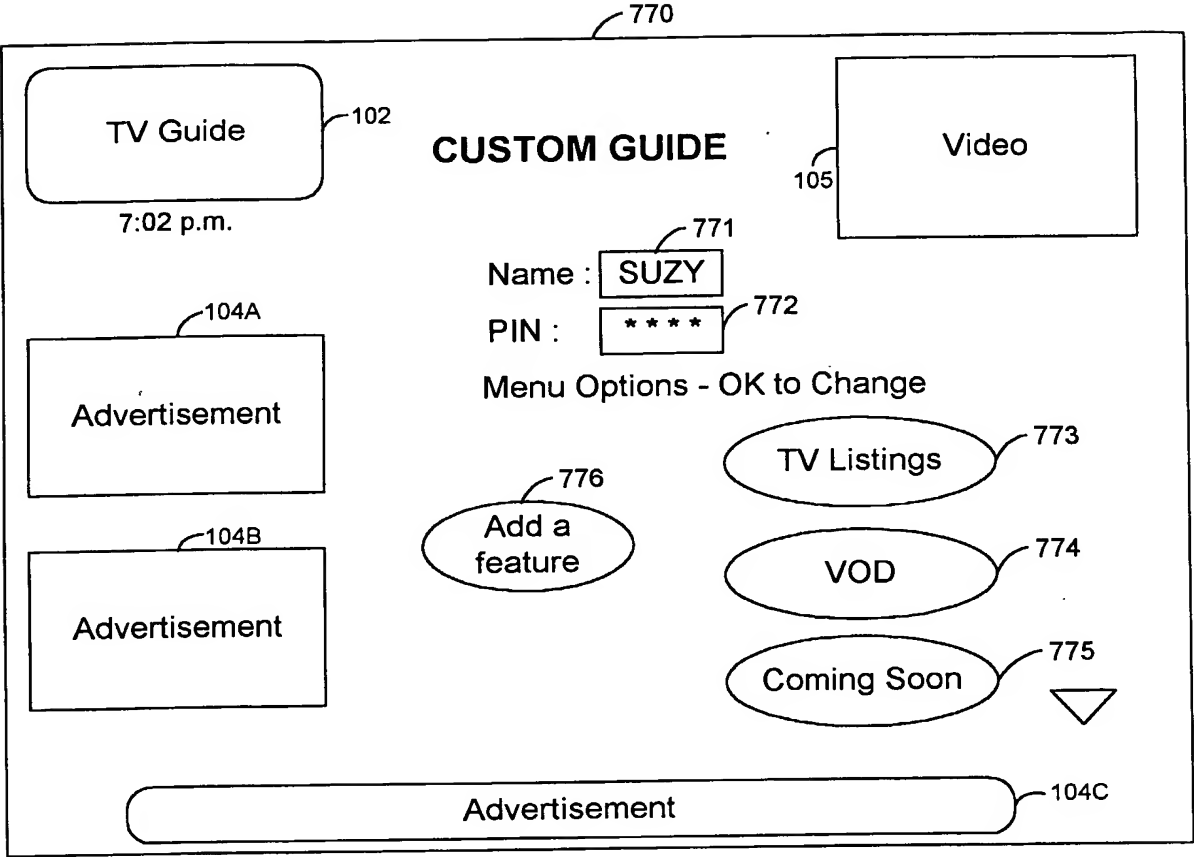 770
TV Guide
102
CUSTOM GUIDE
Video
105
7:02 p.m.
771
Name : SUZY
772
PIN : * * * *
Menu Options - OK to Change
104A
Advertisement
773
TV Listings
776
Add a
feature
104B
Advertisement
774
VOD
775
Coming Soon
Advertisement
104C